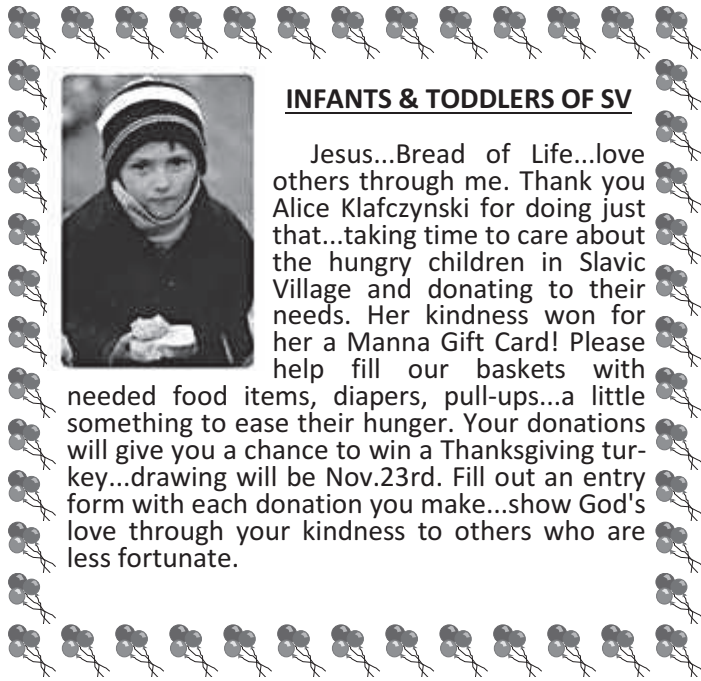 INFANTS & TODDLERS OF SV
Jesus...Bread of Life...love
others through me. Thank you
Alice Klafczynski for doing just
that...taking time to care about
the hungry children in Slavic
Village and donating to their
needs. Her kindness won for
her a Manna Gift Card! Please
help fill our baskets with
needed food items, diapers, pull-ups...a little
something to ease their hunger. Your donations
will give you a chance to win a Thanksgiving tur-
key...drawing will be Nov.23rd. Fill out an entry
form with each donation you make...show God's
love through your kindness to others who are
less fortunate.